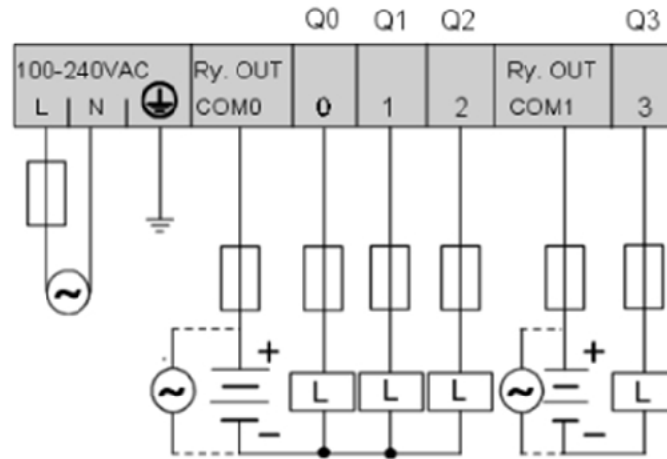 Q0 Q1 Q2 Q3
100-240VAC Ry. OUT Ry. OUT
L N COM0 0 1 2 COM1 3
+ +
L L L L
− −